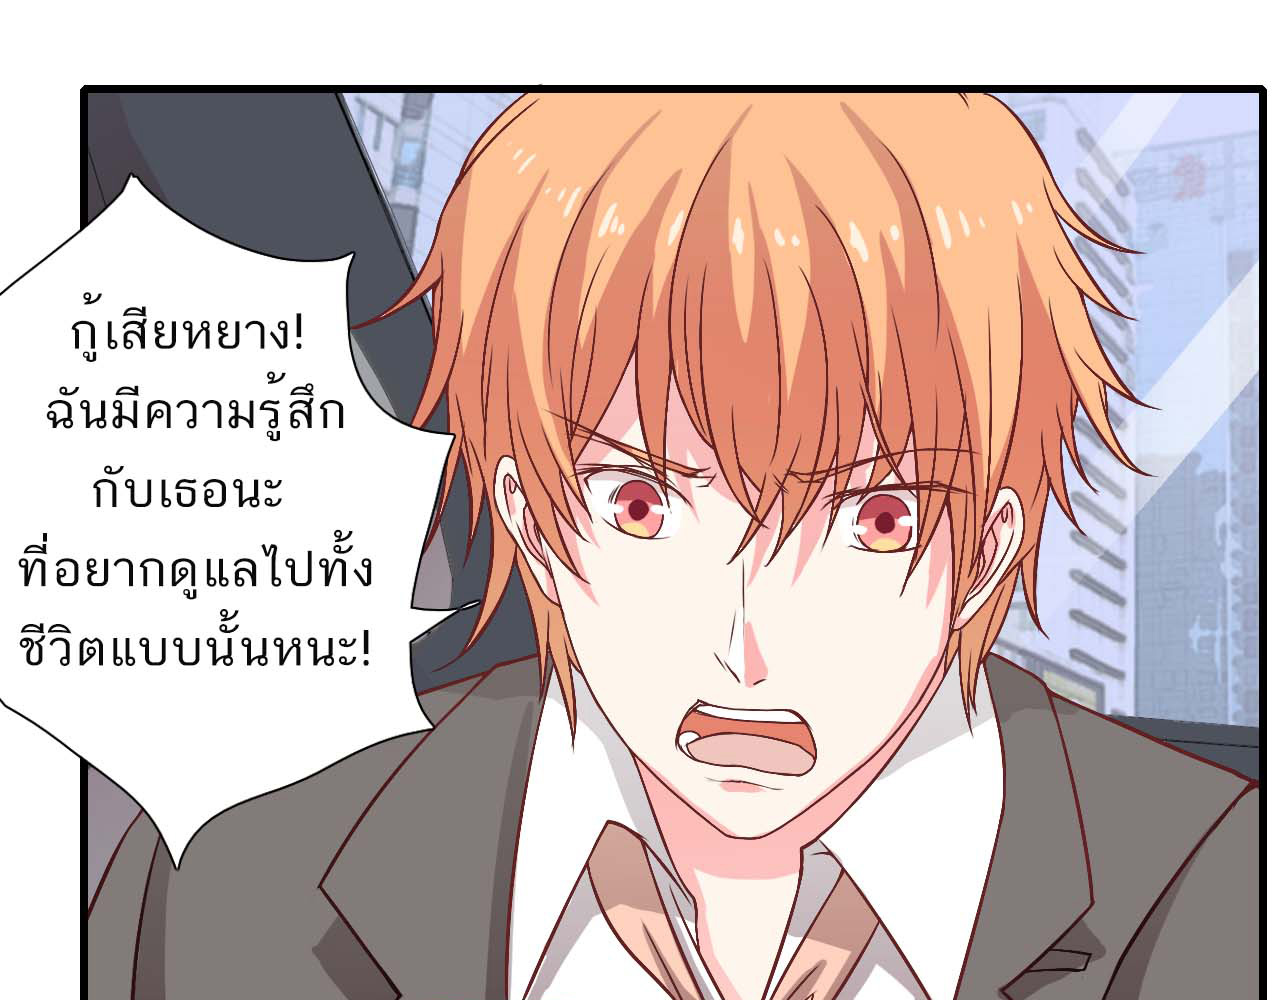 กู้เสียหยาง!
ฉันมีความรู้สึก
กับเธอนะ
ที่อยากดูแลไปทั้ง
ชีวิตแบบนั้นหนะ!